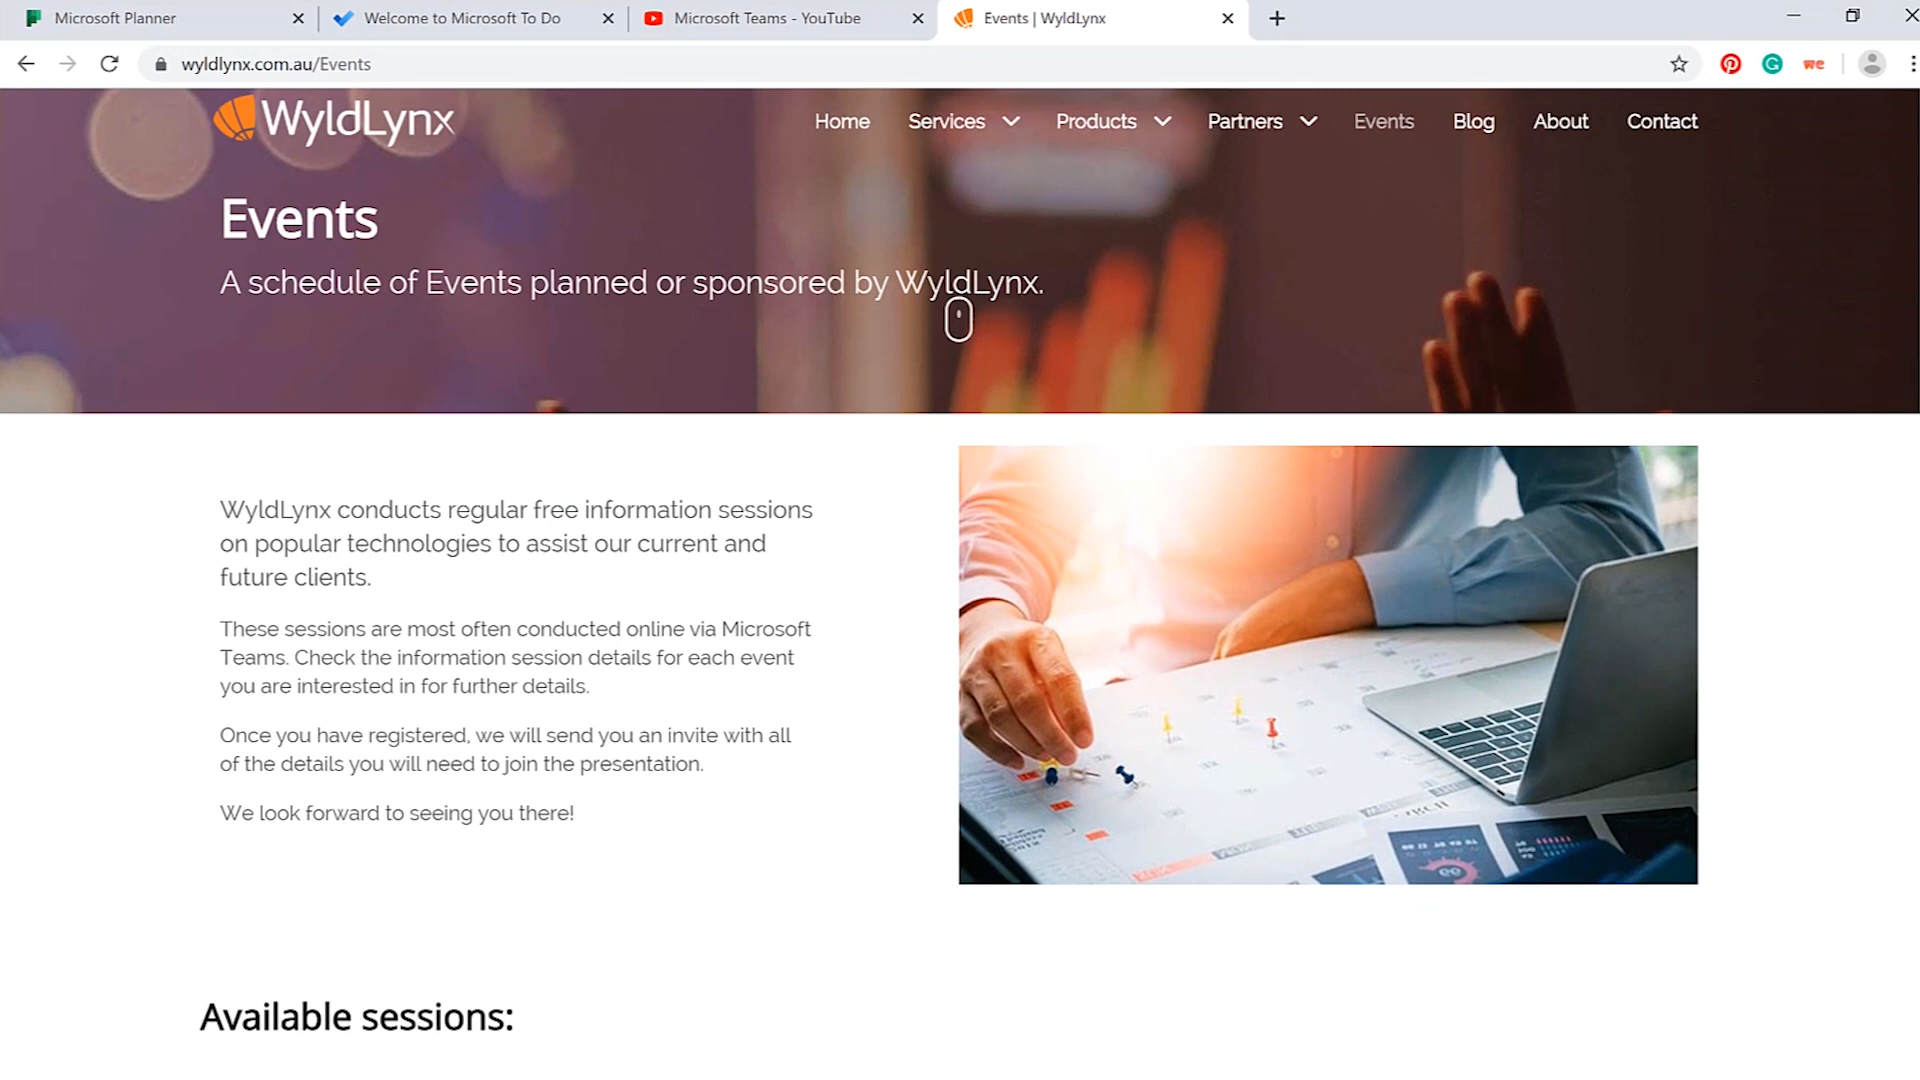 Microsoft Planner
Welcome to Microsoft To Do
Microsoft Teams - YouTube
Events | WyldLynx
wyldlynx.com.au/Events
we
WyldLynx
Home Services Products Partners Events Blog About Contact
Events
A schedule of Events planned or sponsored by WyldLynx.
WyldLynx conducts regular free information sessions
on popular technologies to assist our current and
future clients.
These sessions are most often conducted online via Microsoft
Teams. Check the information session details for each event
you are interested in for further details.
Once you have registered, we will send you an invite with all
of the details you will need to join the presentation.
We look forward to seeing you there!
Available sessions: